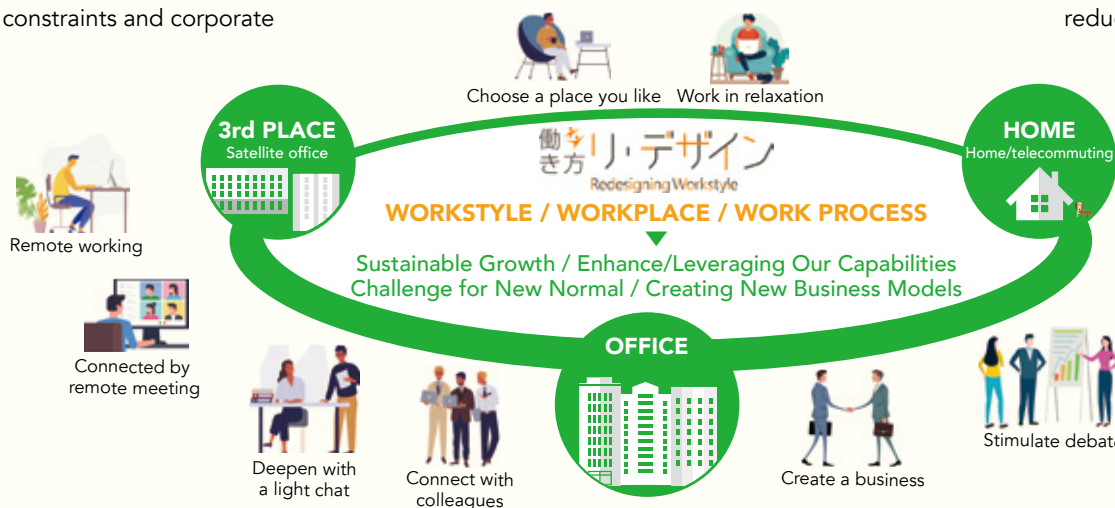 constraints and corporate
reduc
Choose a place you like
Work in relaxation
3rd PLACE
Satellite office
HOME
Home/telecommuting
働き方リ・デザイン
Redesigning Workstyle
WORKSTYLE / WORKPLACE / WORK PROCESS
Remote working
Sustainable Growth / Enhance/Leveraging Our Capabilities
Challenge for New Normal / Creating New Business Models
Connected by
remote meeting
OFFICE
Deepen with
a light chat
Connect with
colleagues
Create a business
Stimulate debate